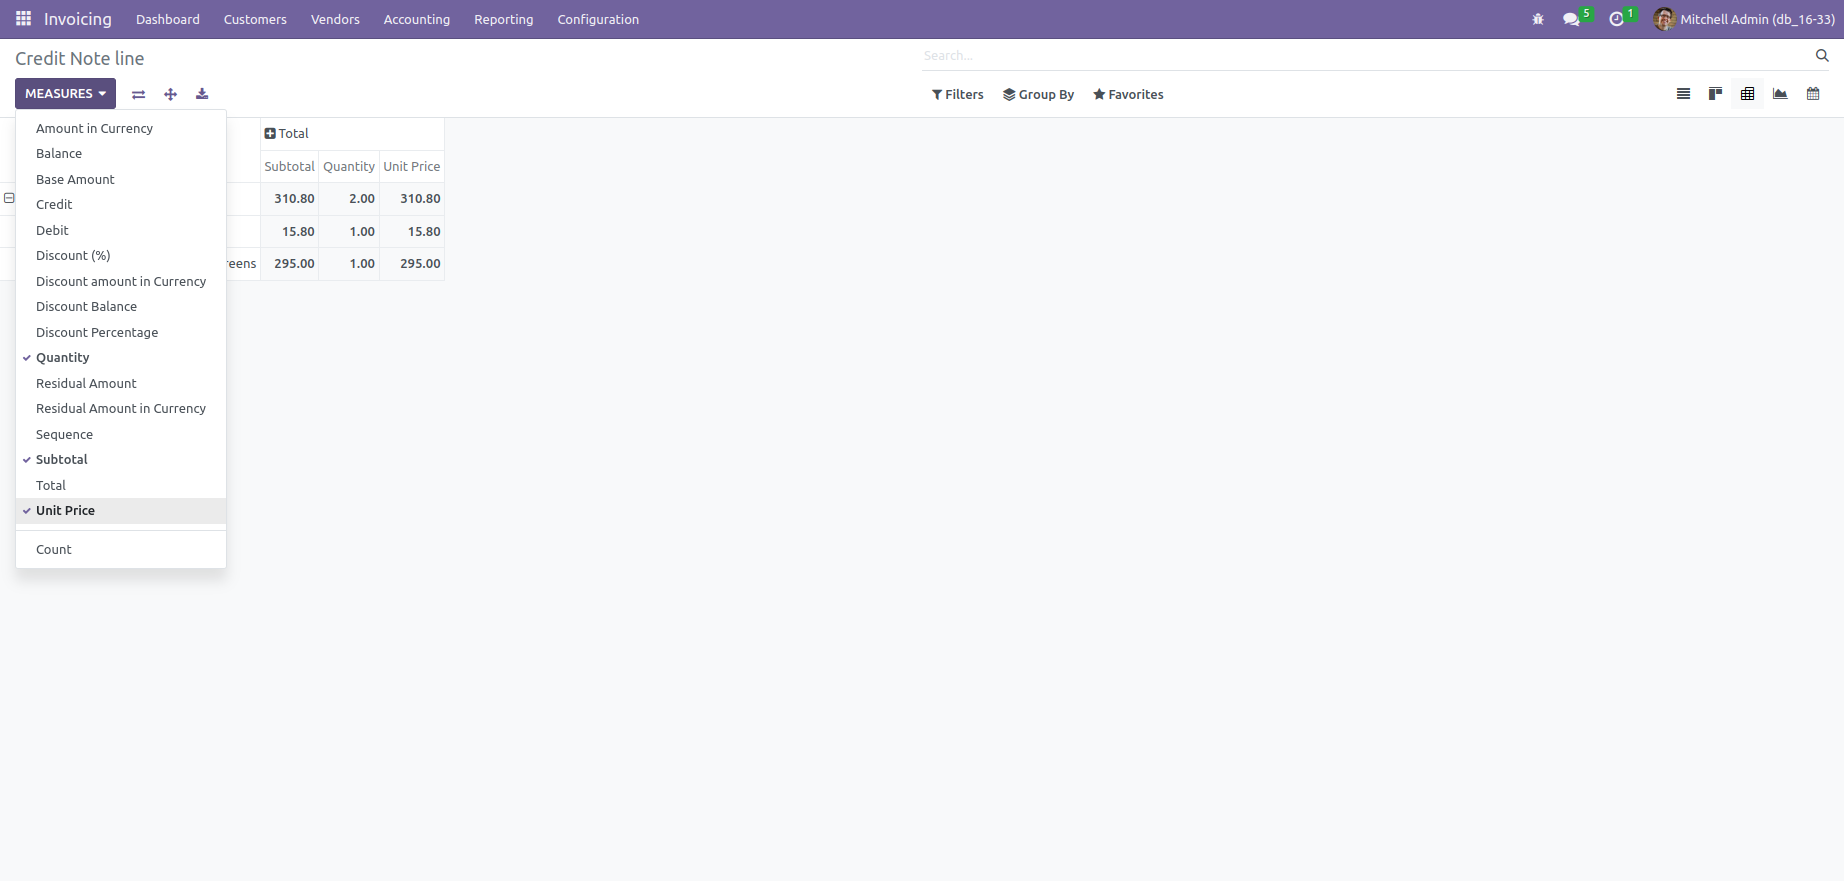 Invoicing Dashboard Customers Vendors Accounting Reporting Configuration 5 1 Mitchell Admin (db_16-33)
Credit Note line
Search...
MEASURES
Filters Group By Favorites
Amount in Currency
Balance
Base Amount
Credit
Debit
Discount (%)
Discount amount in Currency
Discount Balance
Discount Percentage
Quantity
Residual Amount
Residual Amount in Currency
Sequence
Subtotal
Total
Unit Price
Count
Total
Subtotal Quantity Unit Price
310.80 2.00 310.80
15.80 1.00 15.80
reens 295.00 1.00 295.00